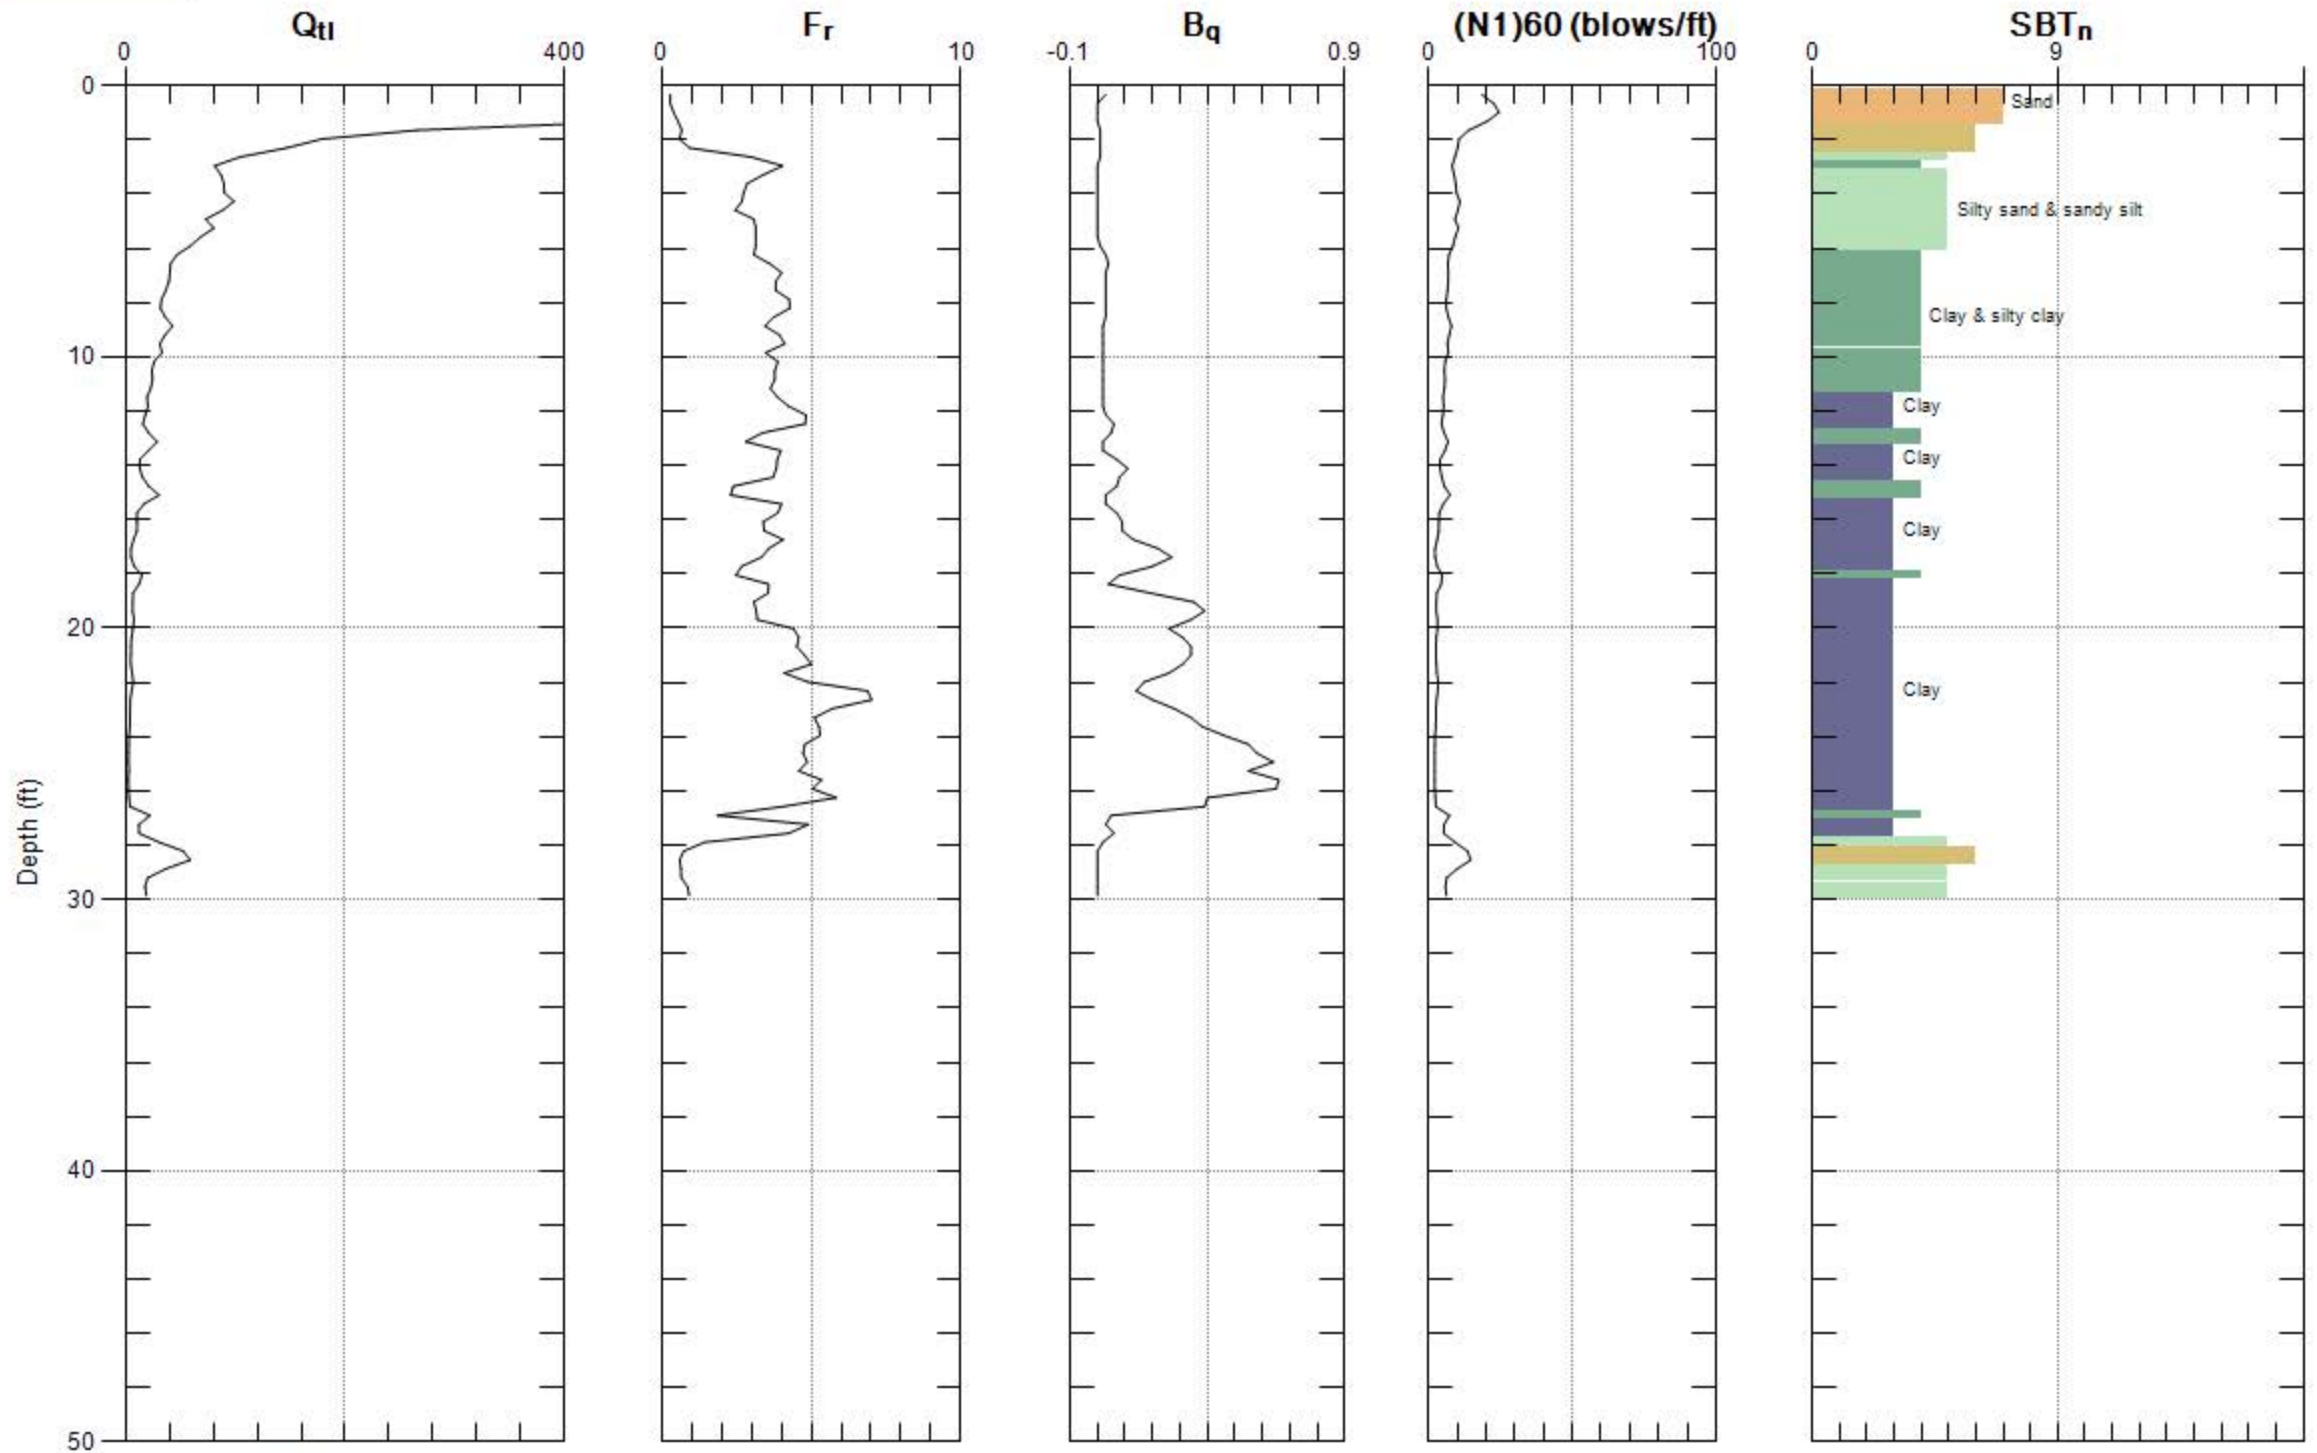 Qtl Fr Bq (N1)60 (blows/ft) SBTn
0 400 0 10 -0.1 0.9 0 100 0 9
0
Sand
Silty sand & sandy silt
Clay & silty clay
10
Clay
Clay
Clay
20
Clay
Depth (ft)
30
40
50